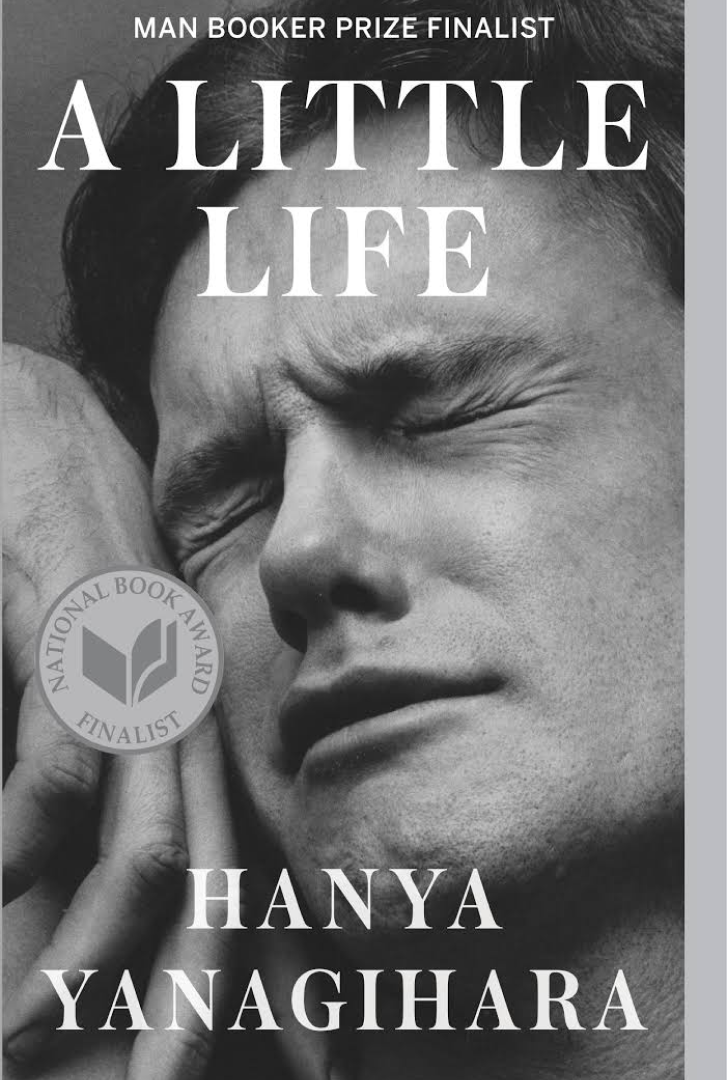 MAN BOOKER PRIZE FINALIST
A LITTLE
LIFE
NATIONAL BOOK AWARD
FINALIST
HANYA
YANAGIHARA